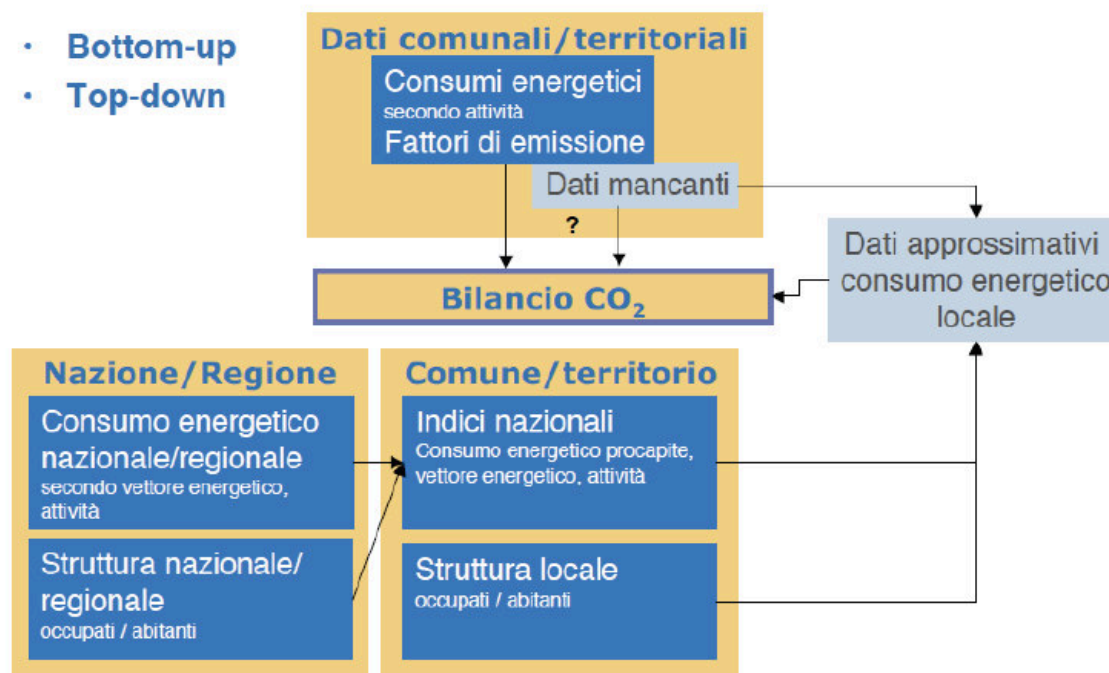 · Bottom-up
· Top-down
Dati comunali/territoriali
Consumi energetici
secondo attività
Fattori di emissione
Dati mancanti
?
Dati approssimativi
consumo energetico
locale
Bilancio CO₂
Nazione/Regione
Consumo energetico
nazionale/regionale
secondo vettore energetico,
attività
Struttura nazionale/
regionale
occupati / abitanti
Comune/territorio
Indici nazionali
Consumo energetico procapite,
vettore energetico, attività
Struttura locale
occupati / abitanti